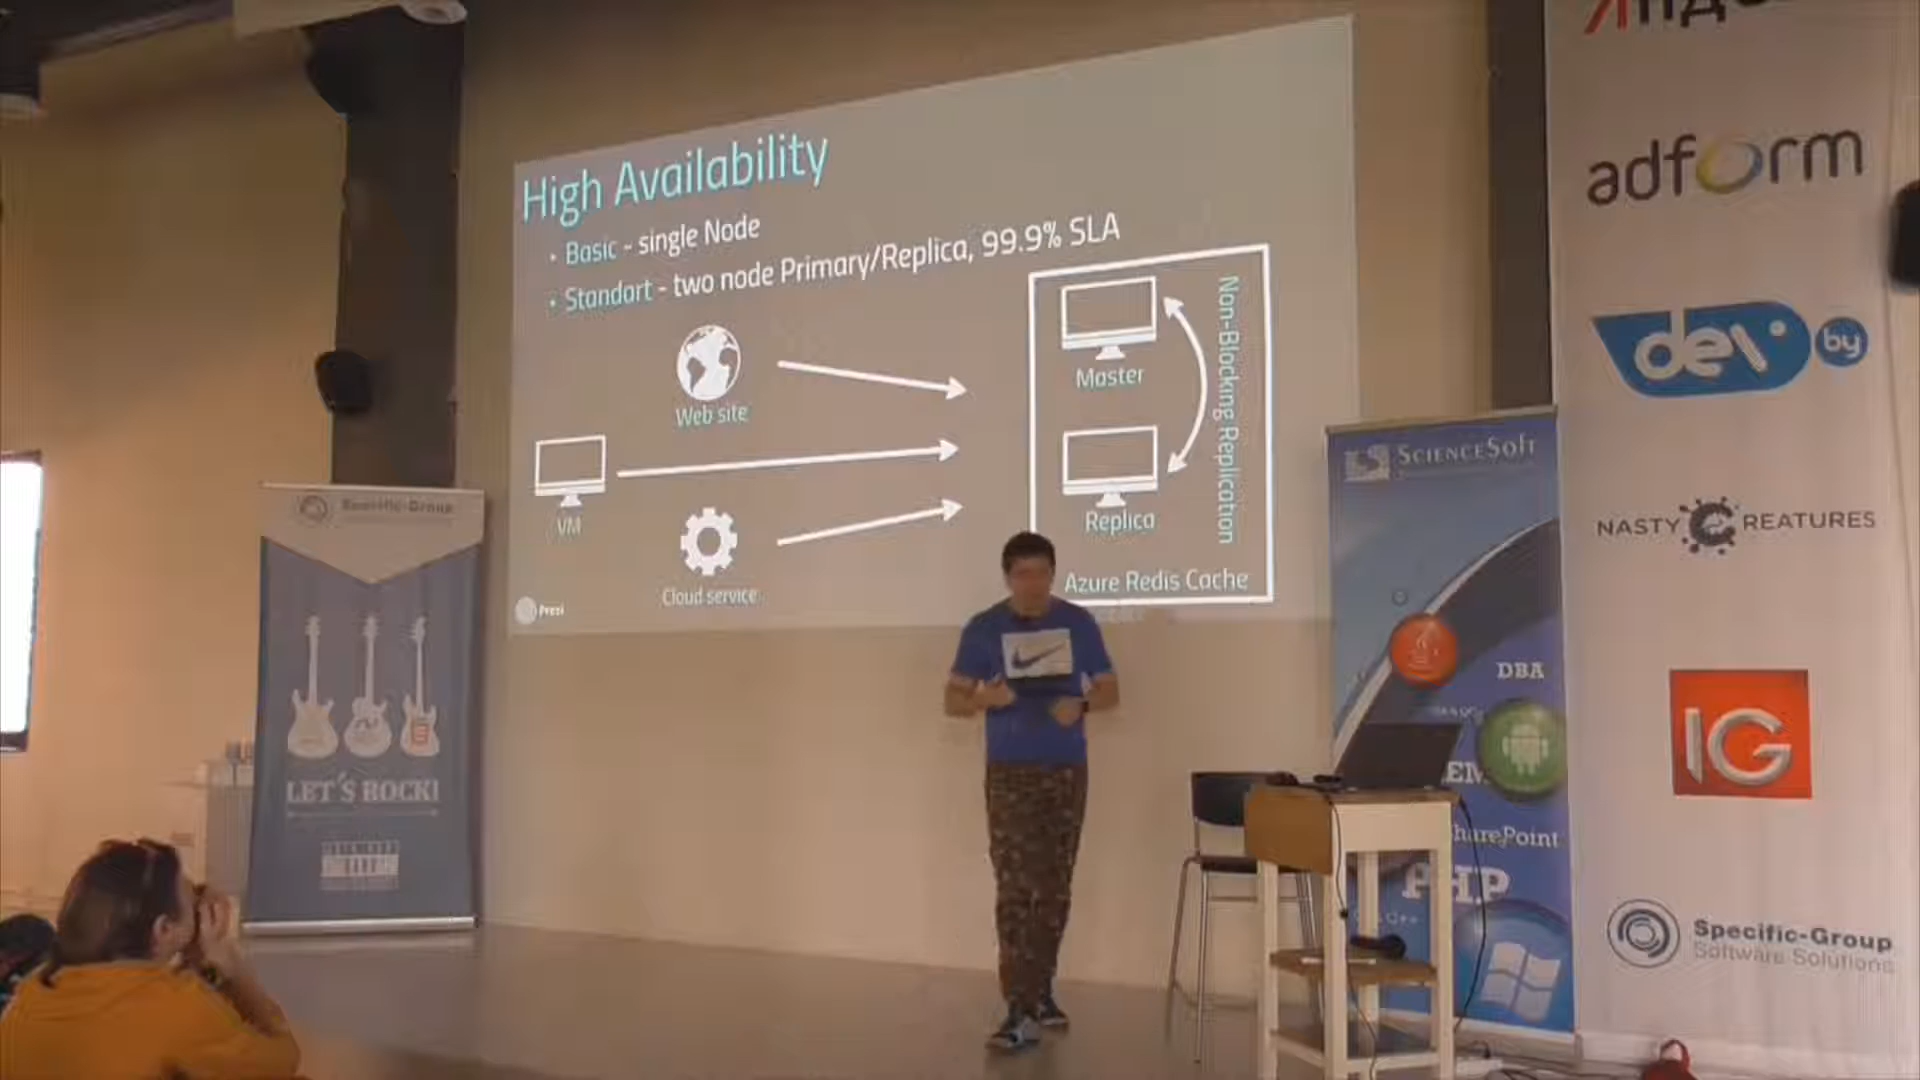 High Availability
• Basic - single Node
• Standart - two node Primary/Replica, 99.9% SLA
Web site
VM
Cloud service
Master
Replica
Non-Blocking Replication
Azure Redis Cache
Prezi
Specific-Group
LET'S ROCK!
SCIENCESOFT
DBA
SharePoint
PHP
adform
dev by
NASTY CREATURES
IG
Specific-Group
Software Solutions